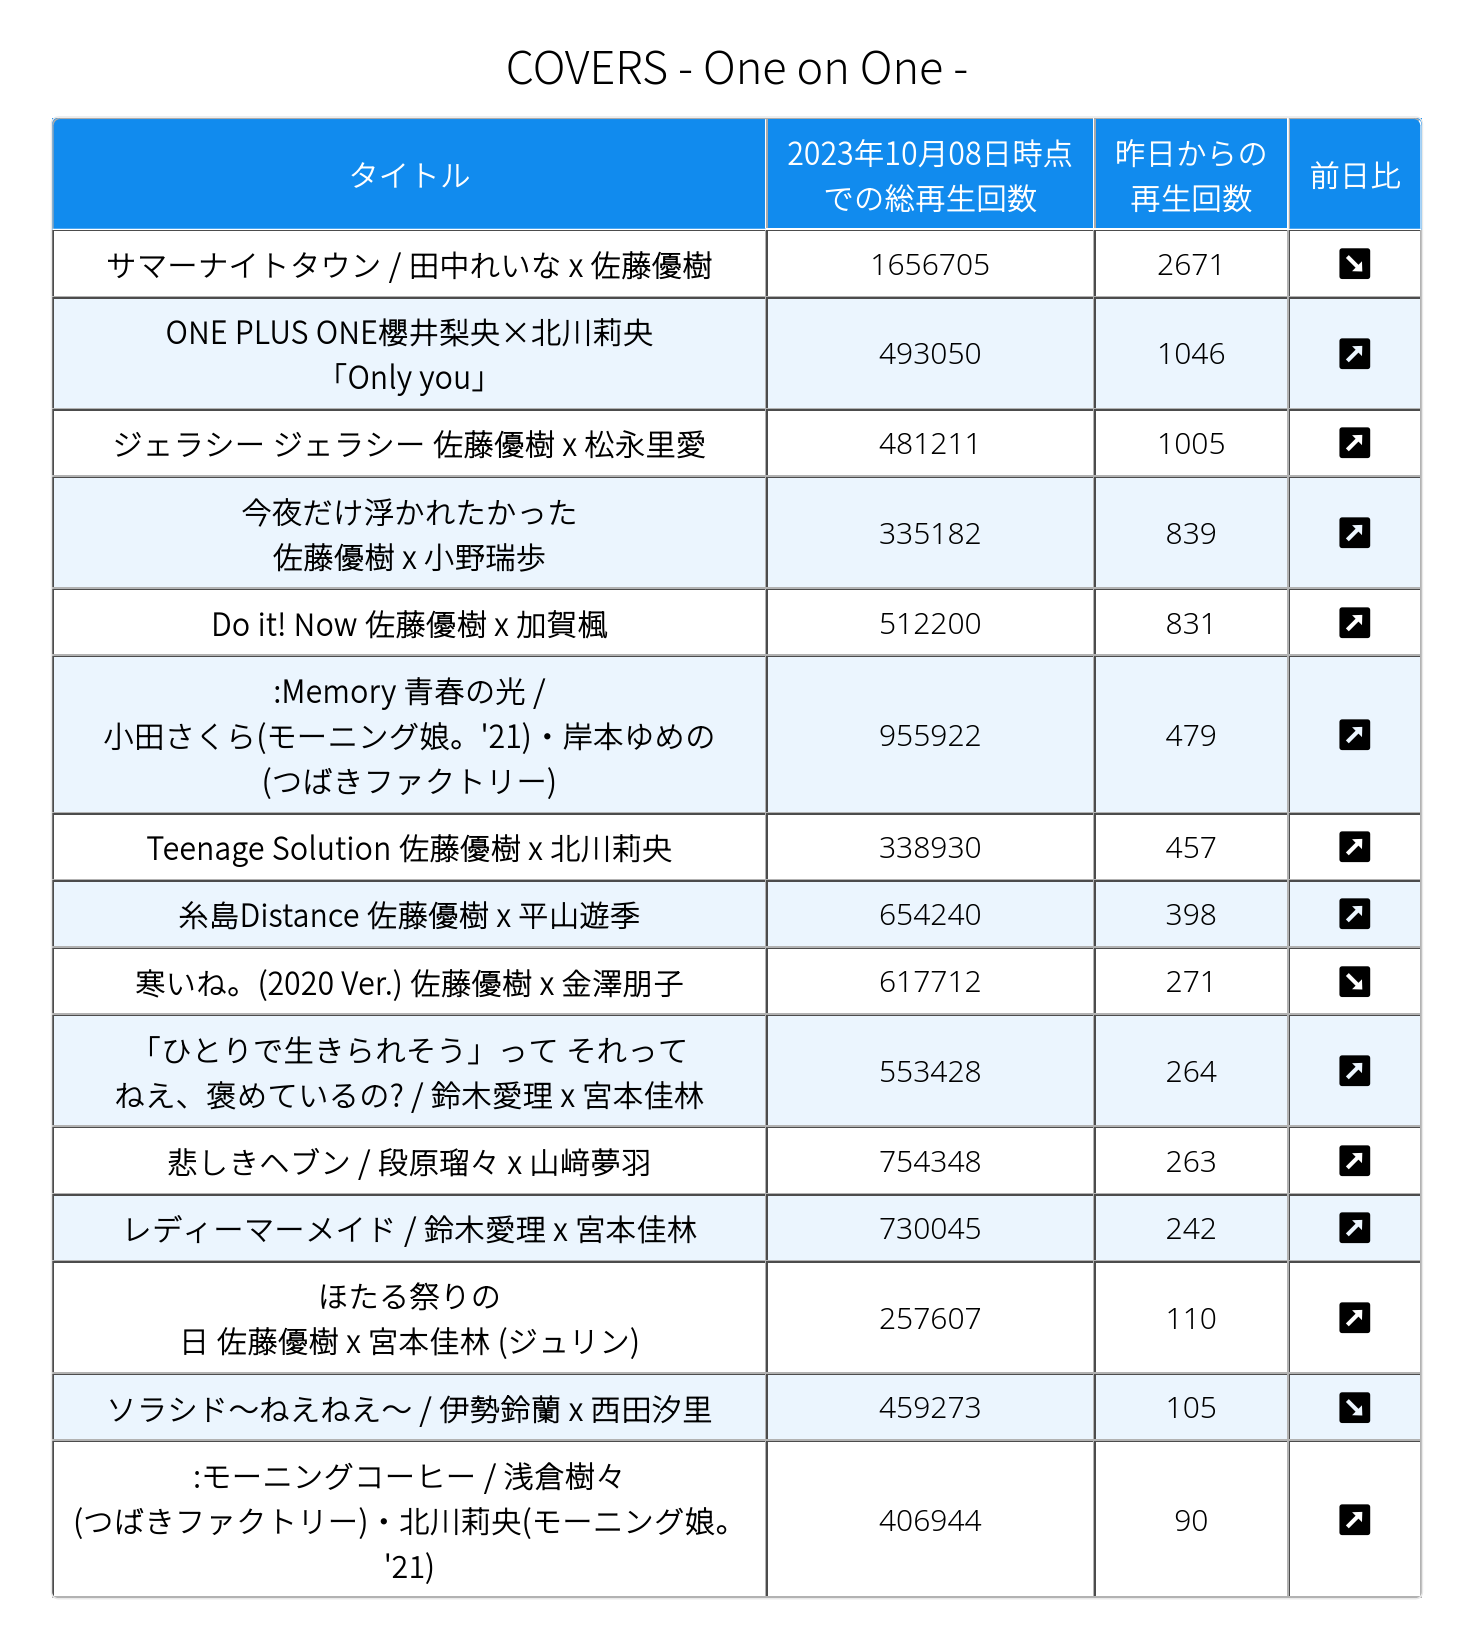 COVERS - One on One -
タイトル
2023年10月08日時点
での総再生回数
昨日からの
再生回数
前日比
サマーナイトタウン / 田中れいな x 佐藤優樹
1656705
2671
ONE PLUS ONE櫻井梨央×北川莉央
「Only you」
493050
1046
ジェラシー ジェラシー 佐藤優樹 x 松永里愛
481211
1005
今夜だけ浮かれたかった
佐藤優樹 x 小野瑞歩
335182
839
Do it! Now 佐藤優樹 x 加賀楓
512200
831
:Memory 青春の光 /
小田さくら(モーニング娘。'21)・岸本ゆめの
(つばきファクトリー)
955922
479
Teenage Solution 佐藤優樹 x 北川莉央
338930
457
糸島Distance 佐藤優樹 x 平山遊季
654240
398
寒いね。(2020 Ver.) 佐藤優樹 x 金澤朋子
617712
271
「ひとりで生きられそう」って それって
ねえ、褒めているの? / 鈴木愛理 x 宮本佳林
553428
264
悲しきヘブン / 段原瑠々 x 山﨑夢羽
754348
263
レディーマーメイド / 鈴木愛理 x 宮本佳林
730045
242
ほたる祭りの
日 佐藤優樹 x 宮本佳林 (ジュリン)
257607
110
ソラシド〜ねえねえ〜 / 伊勢鈴蘭 x 西田汐里
459273
105
:モーニングコーヒー / 浅倉樹々
(つばきファクトリー)・北川莉央(モーニング娘。
'21)
406944
90